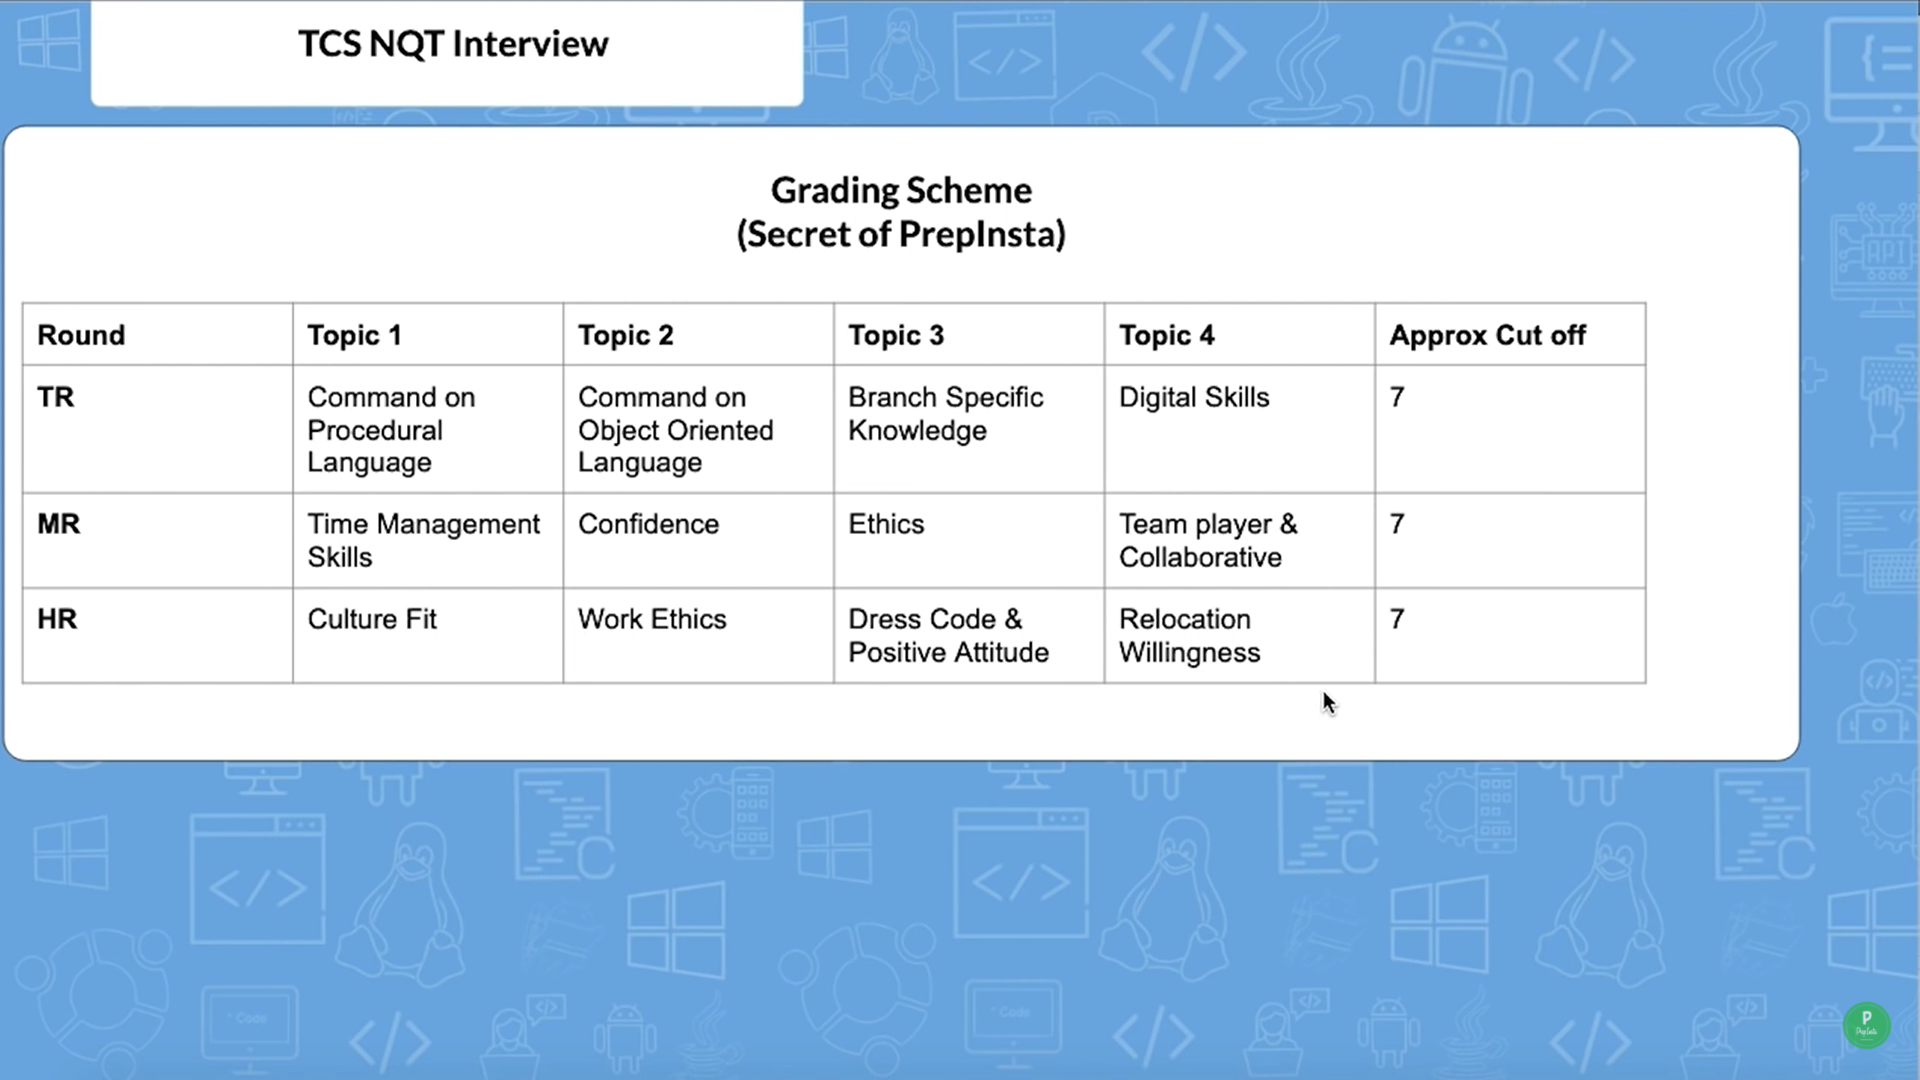 TCS NQT Interview
Grading Scheme
(Secret of PrepInsta)
Round Topic 1 Topic 2 Topic 3 Topic 4 Approx Cut off
TR Command on Command on Branch Specific Digital Skills 7
Procedural Object Oriented Knowledge
Language Language
MR Time Management Confidence Ethics Team player & 7
Skills Collaborative
HR Culture Fit Work Ethics Dress Code & Relocation 7
Positive Attitude Willingness
API